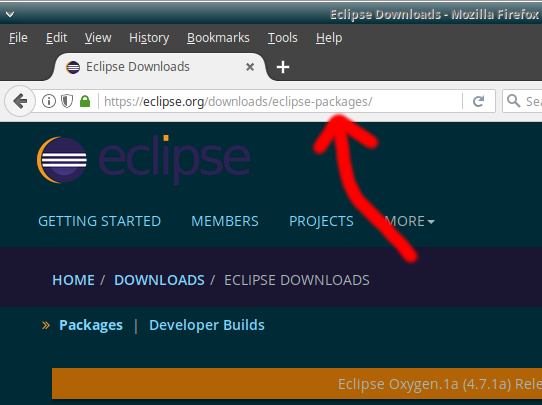 Eclipse Downloads - Mozilla Firefox
File Edit View History Bookmarks Tools Help
Eclipse Downloads
https://eclipse.org/downloads/eclipse-packages/
eclipse
GETTING STARTED MEMBERS PROJECTS MORE
HOME / DOWNLOADS / ECLIPSE DOWNLOADS
» Packages | Developer Builds
Eclipse Oxygen.1a (4.7.1a)